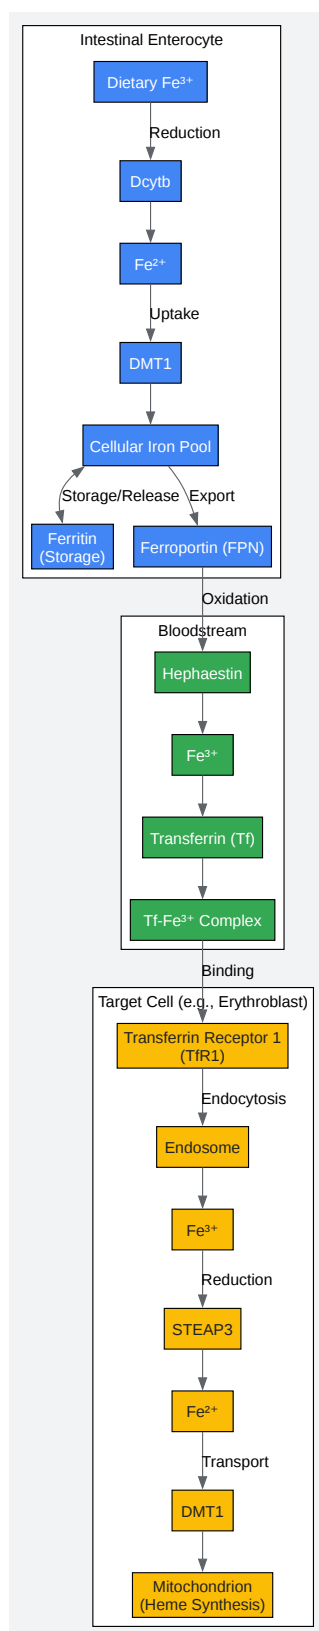 Intestinal Enterocyte
Dietary Fe³⁺
Reduction
Dcytb
Fe²⁺
Uptake
DMT1
Cellular Iron Pool
Storage/Release
Export
Ferritin
(Storage)
Ferroportin (FPN)
Oxidation
Bloodstream
Hephaestin
Fe³⁺
Transferrin (Tf)
Tf-Fe³⁺ Complex
Binding
Target Cell (e.g., Erythroblast)
Transferrin Receptor 1
(TfR1)
Endocytosis
Endosome
Fe³⁺
Reduction
STEAP3
Fe²⁺
Transport
DMT1
Mitochondrion
(Heme Synthesis)